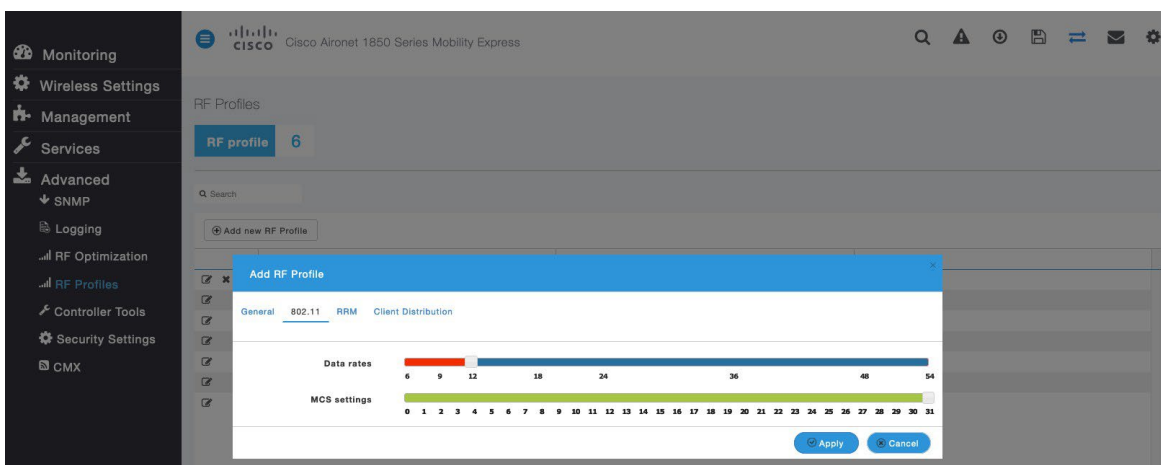 Monitoring
Wireless Settings
Management
Services
Advanced
SNMP
Logging
RF Optimization
RF Profiles
Controller Tools
Security Settings
CMX
CISCO Cisco Aironet 1850 Series Mobility Express
RF Profiles
RF profile 6
Search
Add new RF Profile
Add RF Profile
General 802.11 RRM Client Distribution
Data rates
6 9 12 18 24 36 48 54
MCS settings
0 1 2 3 4 5 6 7 8 9 10 11 12 13 14 15 16 17 18 19 20 21 22 23 24 25 26 27 28 29 30 31
Apply Cancel